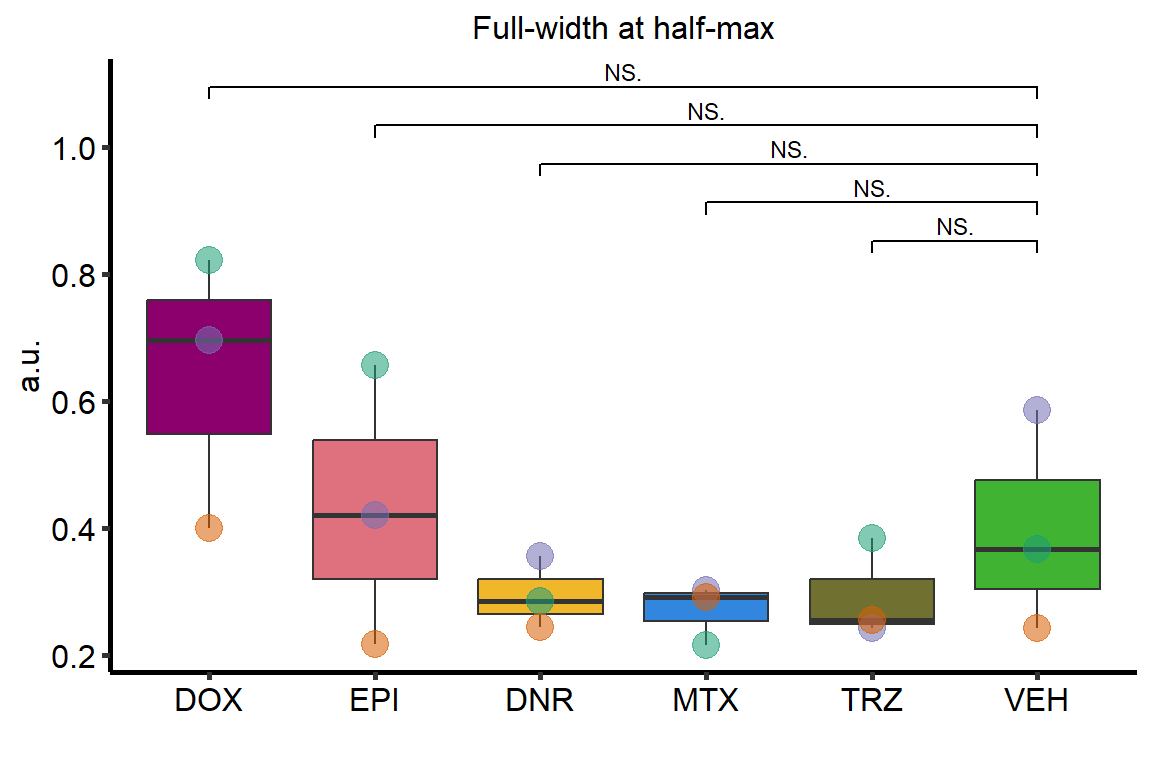 Full-width at half-max
NS.
NS.
NS.
NS.
NS.
1.0
0.8
0.6
0.4
0.2
a.u.
DOX EPI DNR MTX TRZ VEH